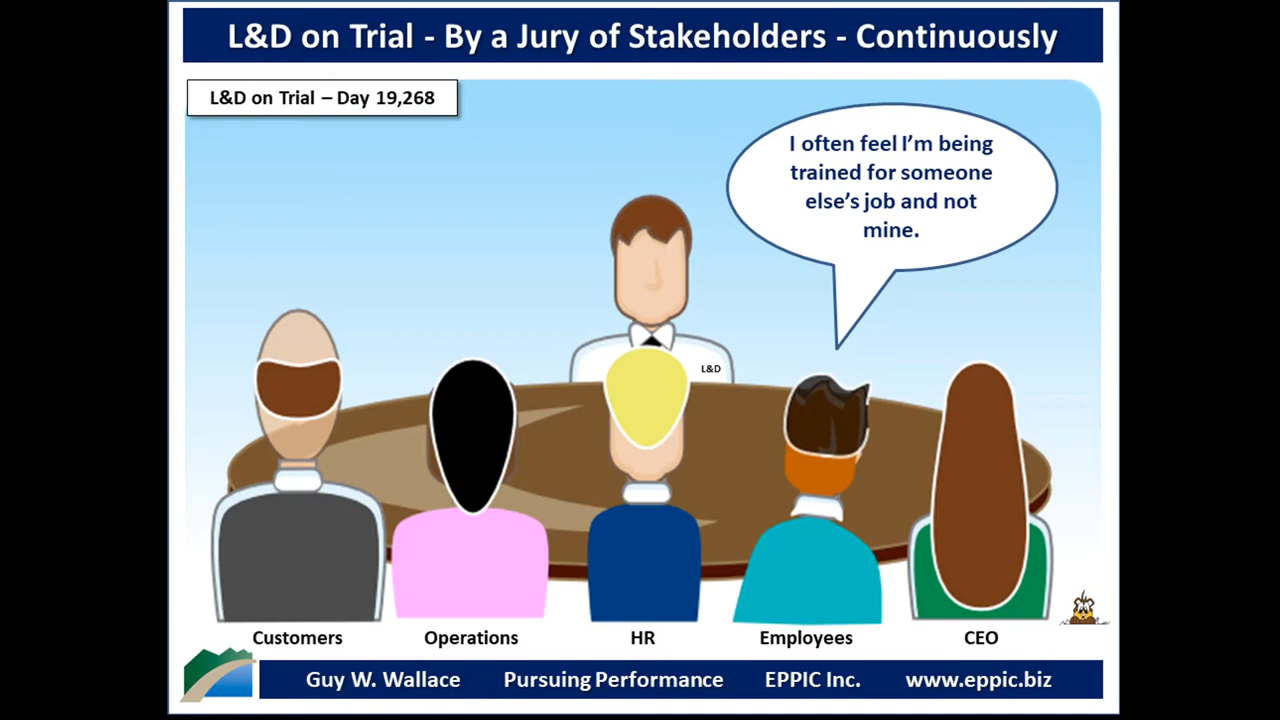 L&D on Trial - By a Jury of Stakeholders - Continuously
L&D on Trial – Day 19,268
I often feel I’m being
trained for someone
else’s job and not
mine.
L&D
Customers
Operations
HR
Employees
CEO
Guy W. Wallace Pursuing Performance EPPIC Inc. www.eppic.biz